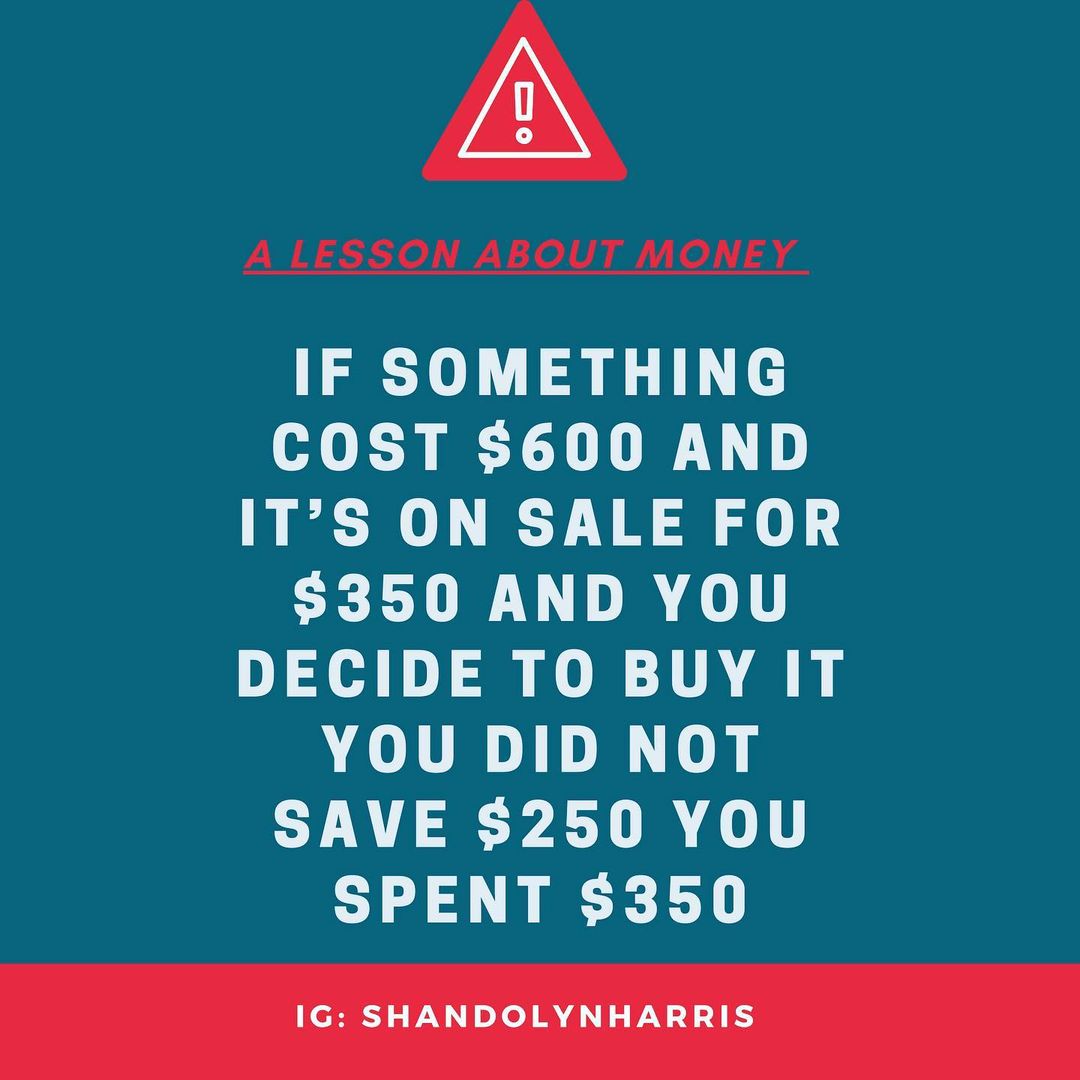 A LESSON ABOUT MONEY
IF SOMETHING
COST $600 AND
IT’S ON SALE FOR
$350 AND YOU
DECIDE TO BUY IT
YOU DID NOT
SAVE $250 YOU
SPENT $350
IG: SHANDOLYNHARRIS